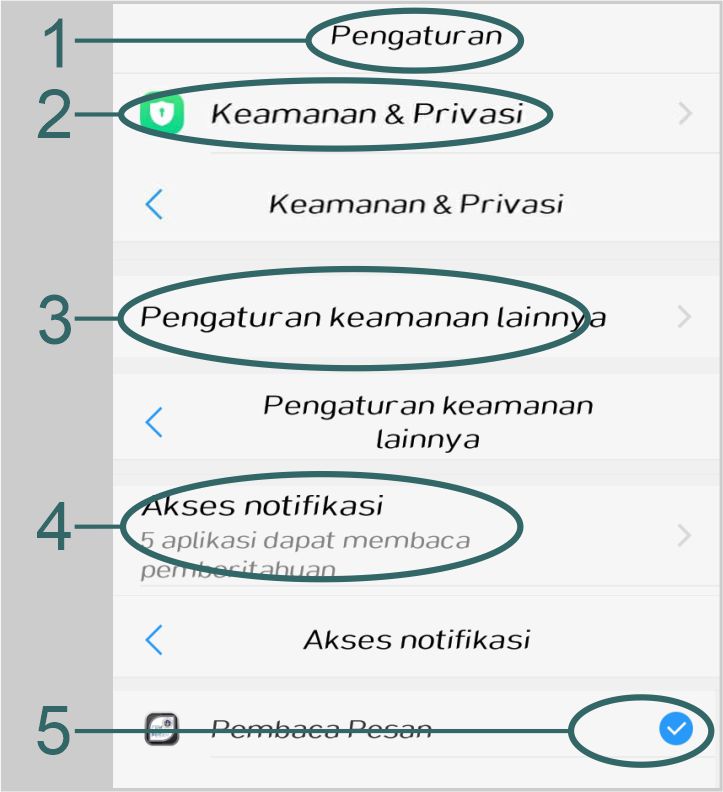 1
Pengaturan
2
Keamanan & Privasi
Keamanan & Privasi
3
Pengaturan keamanan lainnya
Pengaturan keamanan
lainnya
4
Akses notifikasi
5 aplikasi dapat membaca
pemberitahuan
Akses notifikasi
5
Pembaca Pesan